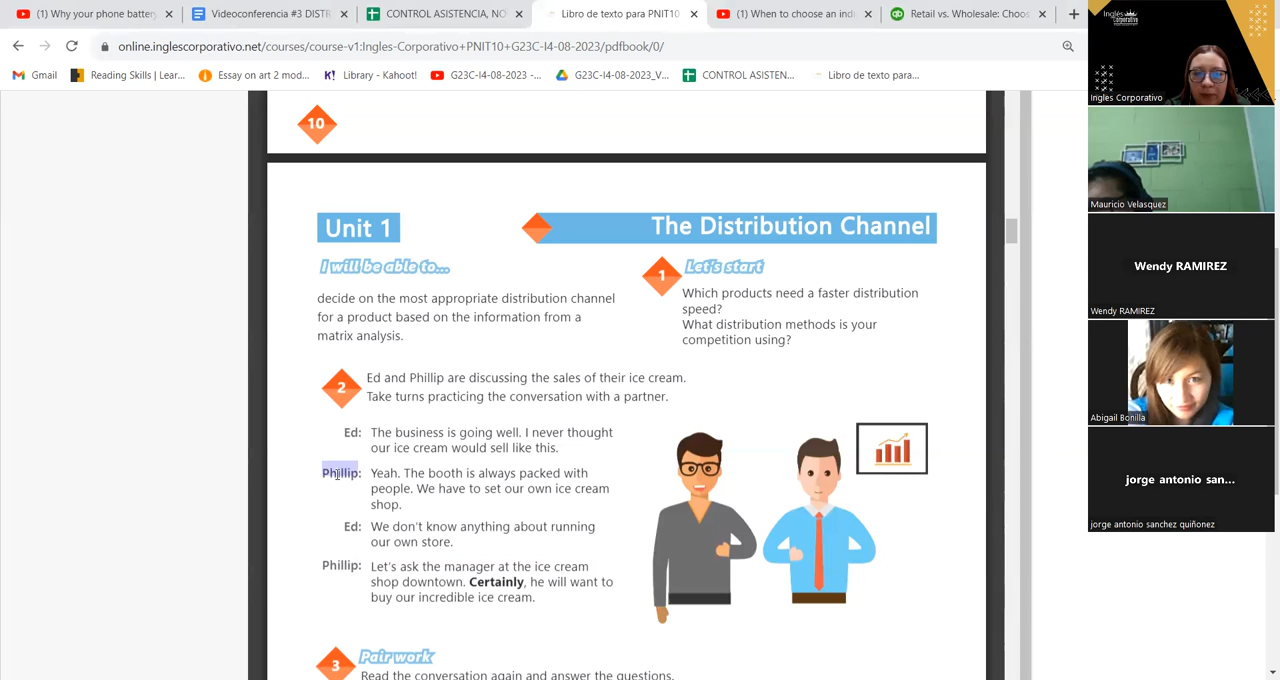 (1) Why your phone battery
Videoconferencia #3 DISTR
CONTROL ASISTENCIA, NO
Libro de texto para PNIT10
(1) When to choose an indi
Retail vs. Wholesale: Choos
online.inglescorporativo.net/courses/course-v1:Ingles-Corporativo+PNIT10+G23C-I4-08-2023/pdfbook/0/
Gmail
Reading Skills | Lear...
Essay on art 2 mod...
Library - Kahoot!
G23C-I4-08-2023 -...
G23C-I4-08-2023_V...
CONTROL ASISTEN...
Libro de texto para...
10
Unit 1
The Distribution Channel
I will be able to...
decide on the most appropriate distribution channel
for a product based on the information from a
matrix analysis.
1
Let's start
Which products need a faster distribution
speed?
What distribution methods is your
competition using?
2
Ed and Phillip are discussing the sales of their ice cream.
Take turns practicing the conversation with a partner.
Ed: The business is going well. I never thought
our ice cream would sell like this.
Phillip: Yeah. The booth is always packed with
people. We have to set our own ice cream
shop.
Ed: We don't know anything about running
our own store.
Phillip: Let's ask the manager at the ice cream
shop downtown. Certainly, he will want to
buy our incredible ice cream.
3
Pair work
Read the conversation again and answer the questions.
Inglés
Corporativo
Ingles Corporativo
Mauricio Velasquez
Wendy RAMIREZ
Wendy RAMIREZ
Abigail Bonilla
jorge antonio san...
jorge antonio sanchez quiñonez